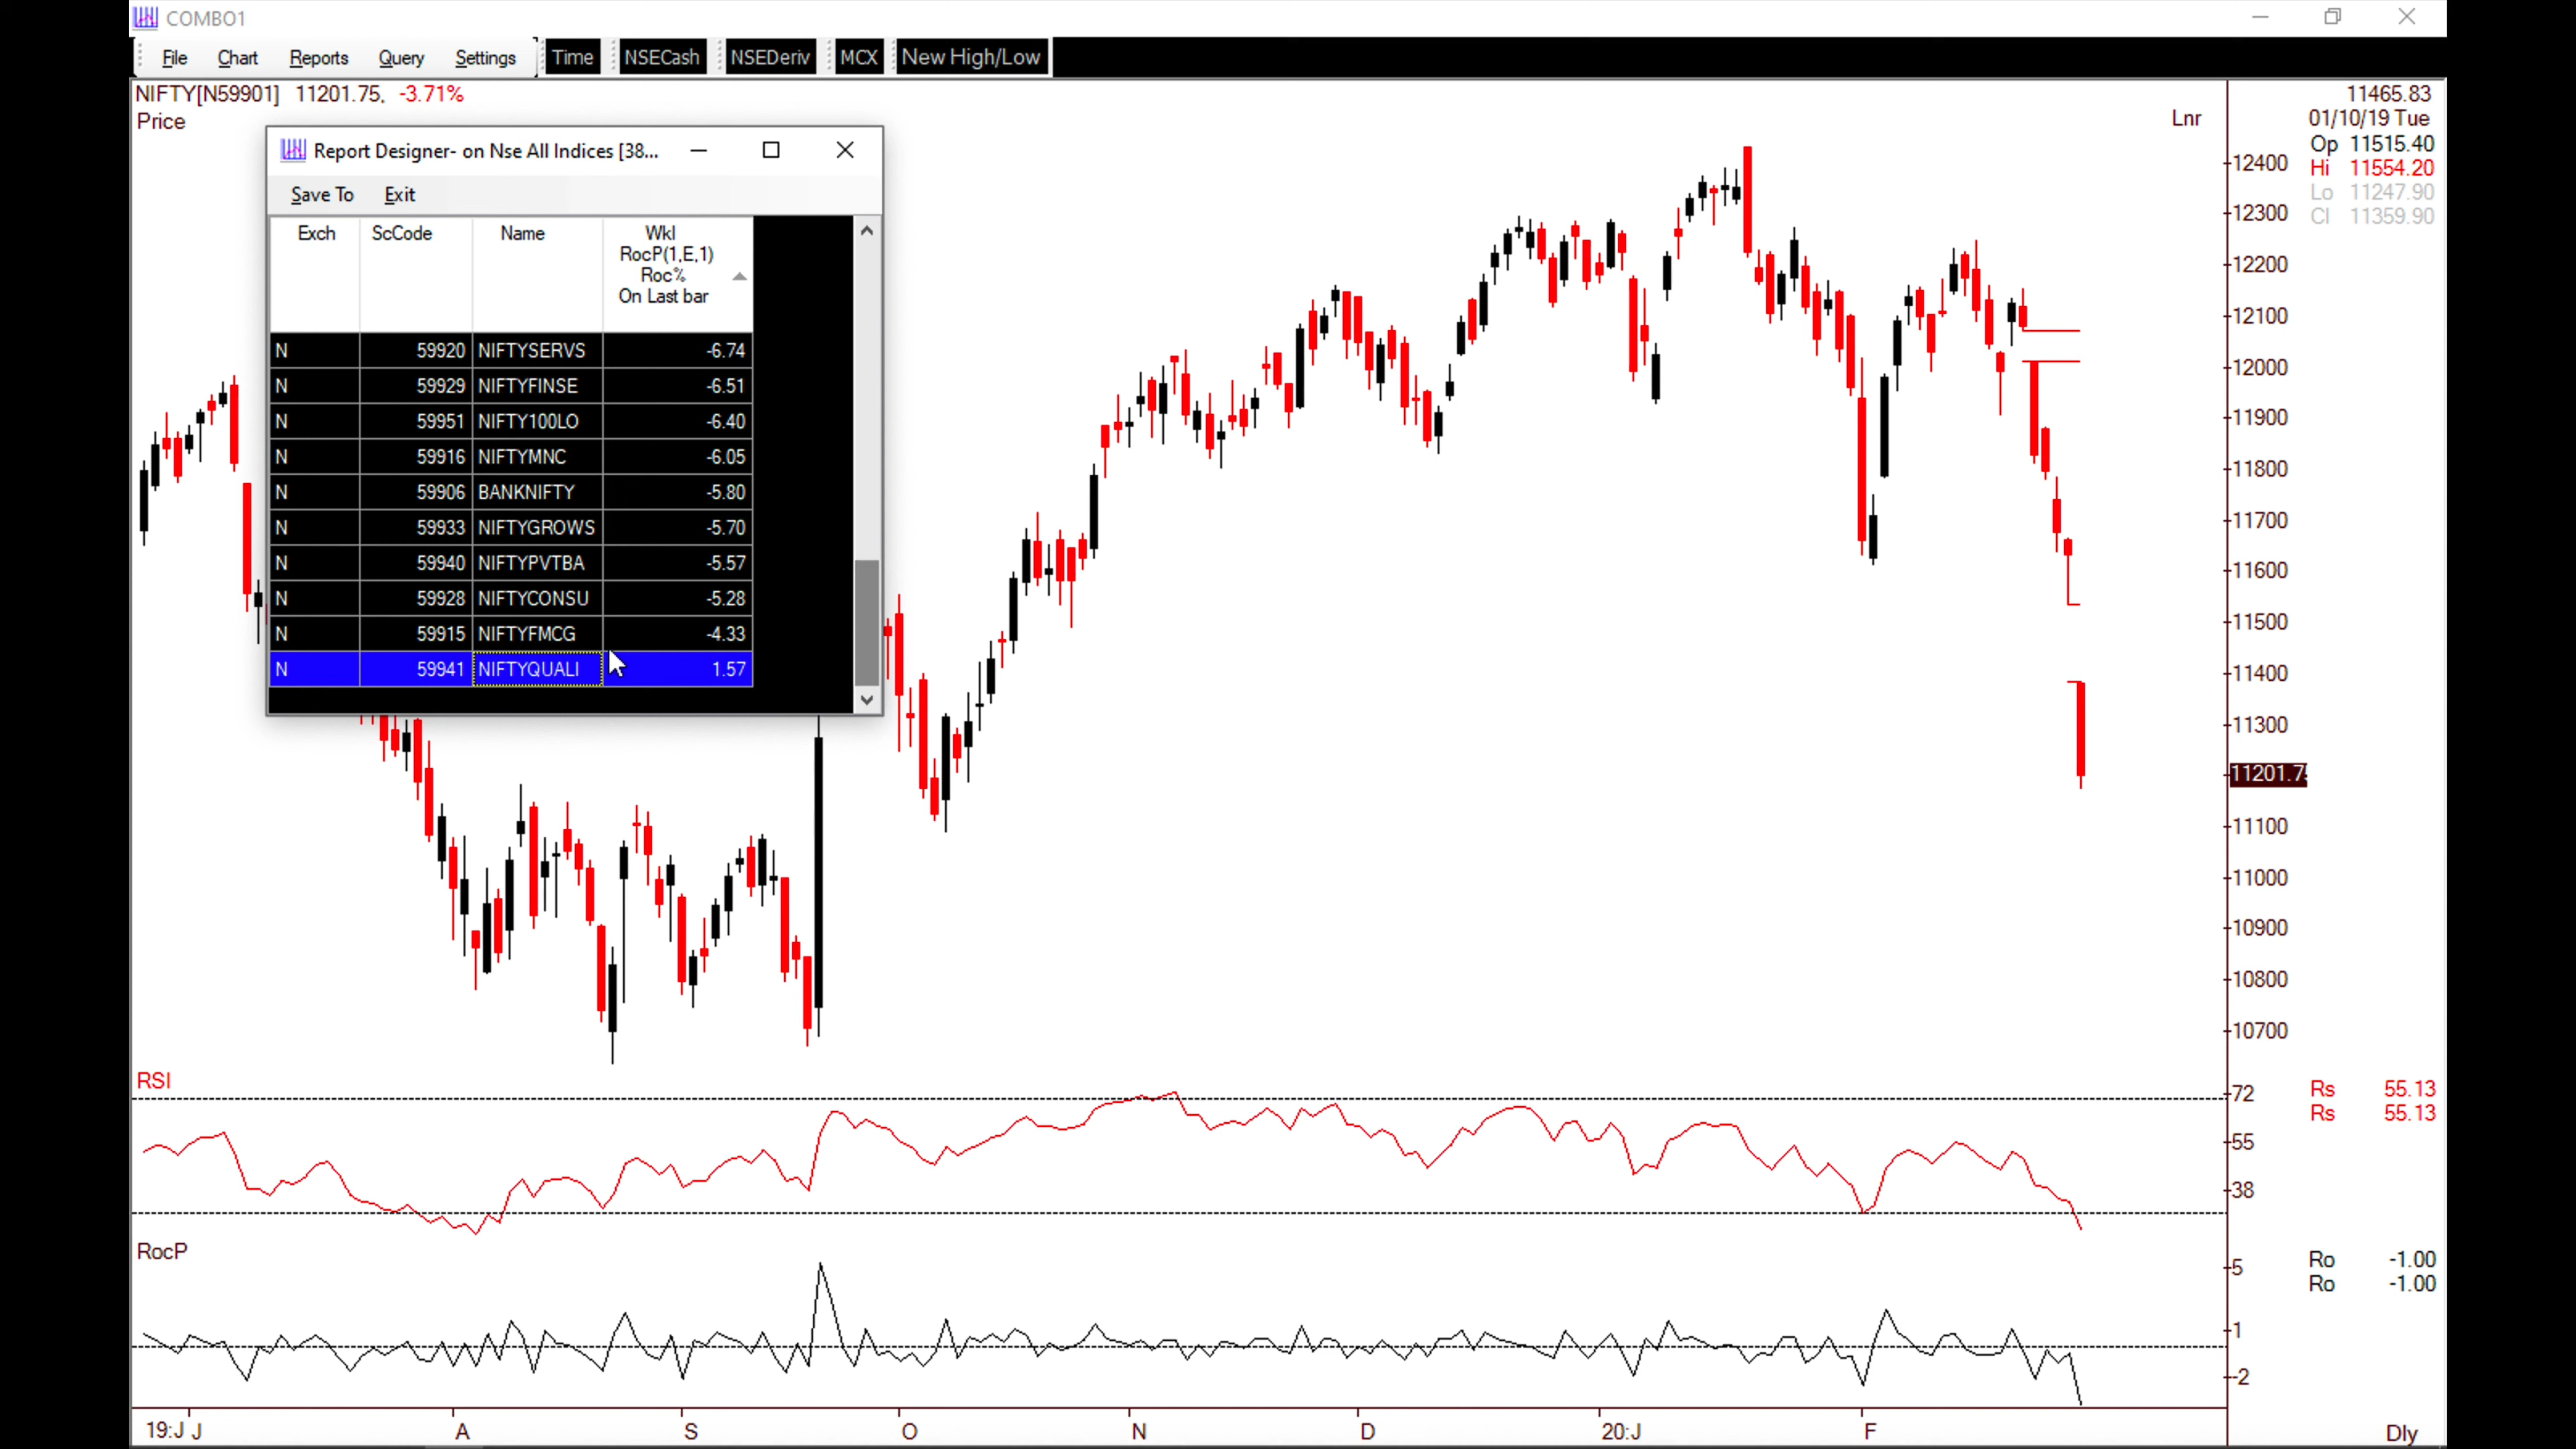 COMBO1
File Chart Reports Query Settings Time NSECash NSEDeriv MCX New High/Low
NIFTY[N59901] 11201.75, -3.71%
Price
Lnr
11465.83
01/10/19 Tue
Op 11515.40
Hi 11554.20
Lo 11247.90
Cl 11359.90
Report Designer- on Nse All Indices [38...
Save To Exit
Exch ScCode Name Wkl RocP(1,E,1) Roc% On Last bar
N 59920 NIFTYSERVS -6.74
N 59929 NIFTYFINSE -6.51
N 59951 NIFTY100LO -6.40
N 59916 NIFTYMNC -6.05
N 59906 BANKNIFTY -5.80
N 59933 NIFTYGROWS -5.70
N 59940 NIFTYPVTBA -5.57
N 59928 NIFTYCONSU -5.28
N 59915 NIFTYFMCG -4.33
N 59941 NIFTYQUALI 1.57
12400
12300
12200
12100
12000
11900
11800
11700
11600
11500
11400
11300
11201.7
11100
11000
10900
10800
10700
RSI
72
55
38
Rs 55.13
Rs 55.13
RocP
5
1
-2
Ro -1.00
Ro -1.00
19:J J A S O N D 20:J F Dly